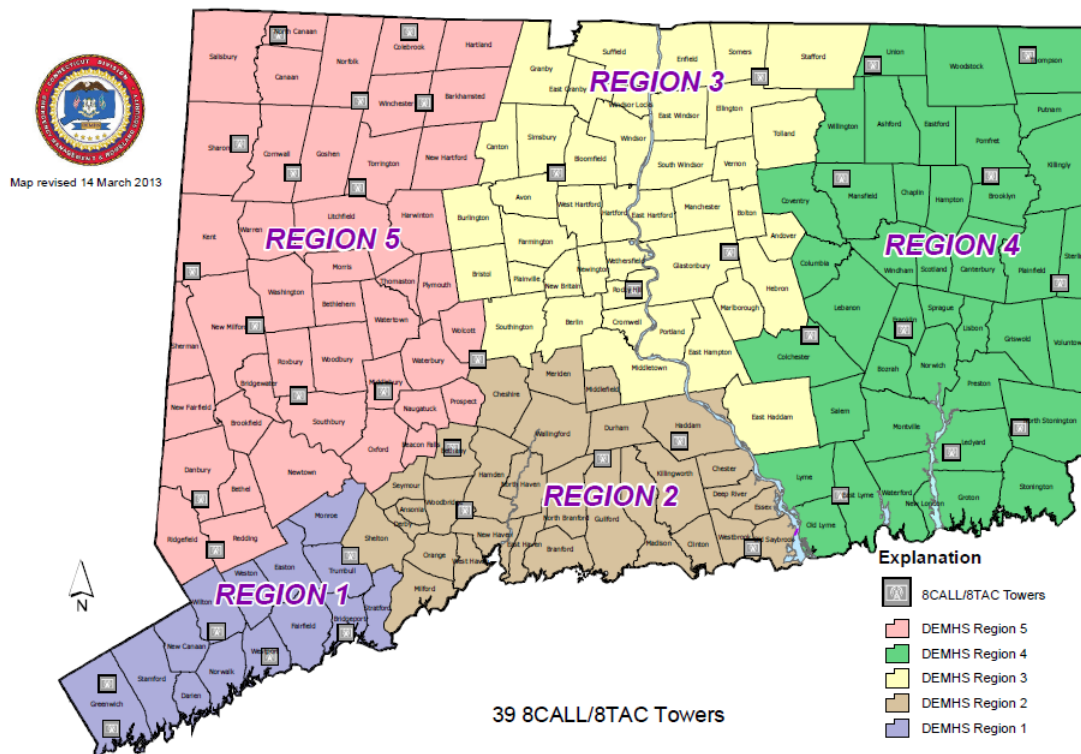 North Canaan
Colebrook
Hartland
Salisbury
Canaan
Norfolk
Suffield
Enfield
Somers
Stafford
Union
Woodstock
Thompson
Granby
REGION 3
East Granby
Windsor Locks
Winchester
Barkhamsted
East Windsor
Ellington
Putnam
Map revised 14 March 2013
Sharon
Cornwall
Goshen
Torrington
New Hartford
Canton
Simsbury
Bloomfield
Windsor
South Windsor
Vernon
Tolland
Willington
Ashford
Eastford
Pomfret
Killingly
Kent
Warren
Litchfield
Harwinton
Burlington
Avon
West Hartford
Hartford
East Hartford
Manchester
Bolton
Coventry
Mansfield
Chaplin
Hampton
Brooklyn
REGION 5
REGION 4
Morris
Farmington
Wethersfield
Newington
Glastonbury
Andover
Columbia
Windham
Scotland
Canterbury
Plainfield
Washington
Bethlehem
Thomaston
Plymouth
Bristol
Plainville
New Britain
Rocky Hill
Hebron
Marlborough
Lebanon
Franklin
Sprague
Lisbon
Griswold
New Milford
Sherman
Watertown
Wolcott
Southington
Berlin
Cromwell
Portland
East Hampton
Colchester
Bozrah
Norwich
Preston
Roxbury
Woodbury
Waterbury
Bridgewater
Middlebury
Naugatuck
Prospect
Cheshire
Meriden
Middlefield
Middletown
East Haddam
Salem
Montville
Ledyard
North Stonington
New Fairfield
Brookfield
Southbury
Oxford
Beacon Falls
Bethany
Wallingford
Durham
Haddam
Danbury
Bethel
Newtown
Seymour
Woodbridge
Hamden
North Haven
REGION 2
Killingworth
Chester
Deep River
Essex
Lyme
East Lyme
Waterford
New London
Groton
Stonington
Ridgefield
Redding
Monroe
Shelton
Ansonia
Derby
Orange
New Haven
West Haven
East Haven
North Branford
Branford
Guilford
Madison
Clinton
Westbrook
Old Saybrook
Old Lyme
Milford
Weston
Easton
Trumbull
Stratford
REGION 1
Wilton
Bridgeport
Fairfield
New Canaan
Westport
Norwalk
Stamford
Darien
Greenwich
N
39 8CALL/8TAC Towers
Explanation
8CALL/8TAC Towers
DEMHS Region 5
DEMHS Region 4
DEMHS Region 3
DEMHS Region 2
DEMHS Region 1